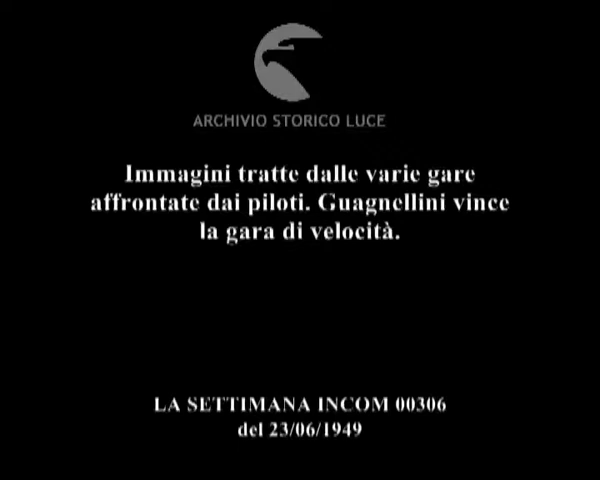 ARCHIVIO STORICO LUCE
Immagini tratte dalle varie gare
affrontate dai piloti. Guagnellini vince
la gara di velocità.
LA SETTIMANA INCOM 00306
del 23/06/1949